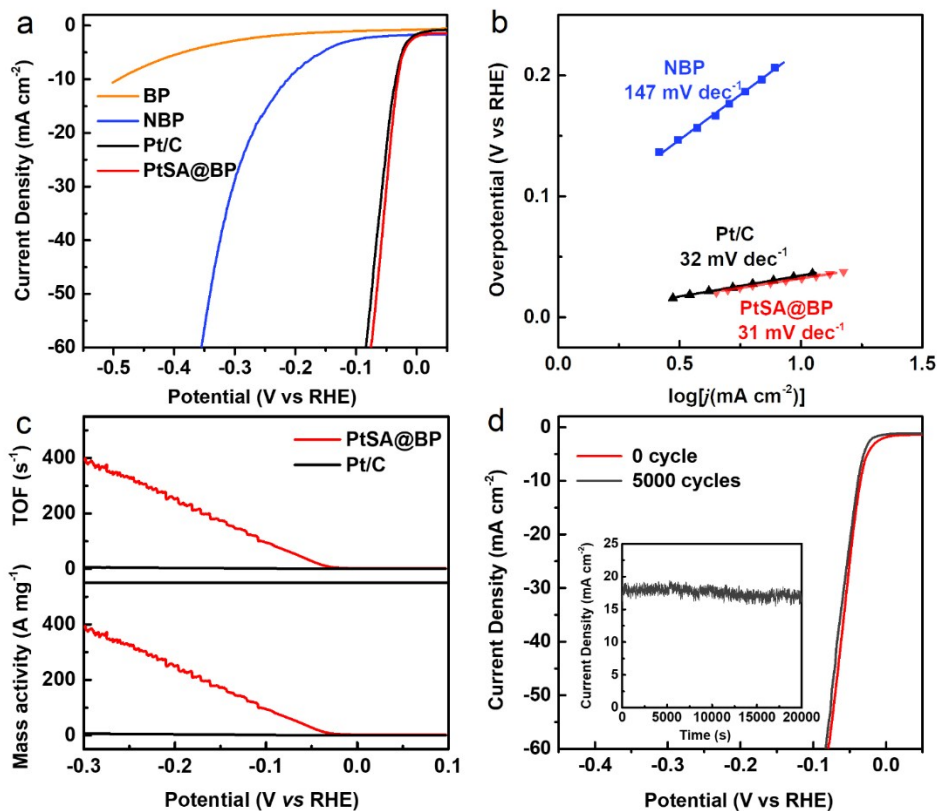 a
Current Density (mA cm⁻²)
0
-10
-20
-30
-40
-50
-60
BP
NBP
Pt/C
PtSA@BP
-0.5 -0.4 -0.3 -0.2 -0.1 0.0
Potential (V vs RHE)
b
Overpotential (V vs RHE)
0.2
0.1
0.0
NBP
147 mV dec⁻¹
Pt/C
32 mV dec⁻¹
PtSA@BP
31 mV dec⁻¹
0.0 0.5 1.0 1.5
log[j(mA cm⁻²)]
c
PtSA@BP
Pt/C
TOF (s⁻¹)
400
200
0
Mass activity (A mg⁻¹)
400
200
0
-0.3 -0.2 -0.1 0.0 0.1
Potential (V vs RHE)
d
Current Density (mA cm⁻²)
0
-10
-20
-30
-40
-50
-60
0 cycle
5000 cycles
Current Density (mA cm⁻²)
25
20
15
10
5
0
0 5000 10000 15000 20000
Time (s)
-0.4 -0.3 -0.2 -0.1 0.0
Potential (V vs RHE)